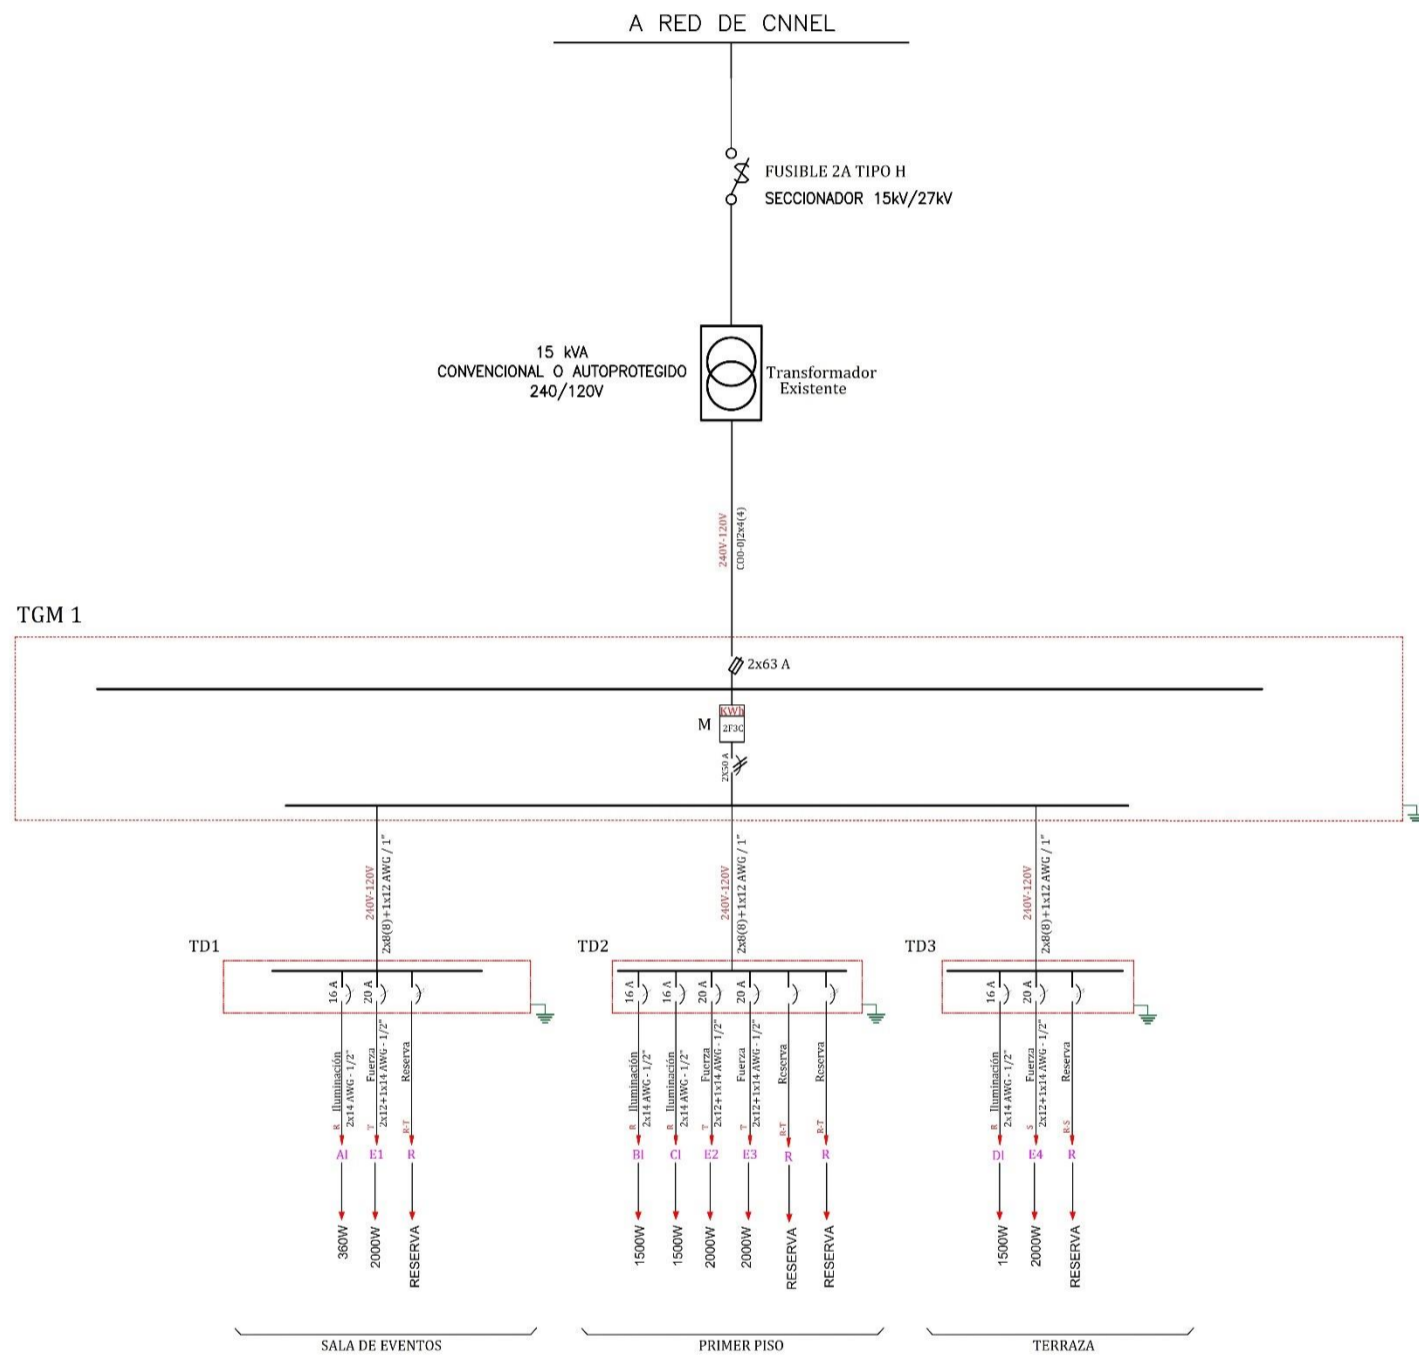 A RED DE CNNEL
FUSIBLE 2A TIPO H
SECCIONADOR 15kV/27kV
15 kVA
CONVENCIONAL O AUTOPROTEGIDO
240/120V
Transformador
Existente
240V-120V
COO-0J2x4(4)
TGM 1
2x63 A
KWh
M
2F3C
2X50 A
240V-120V
2x8(8)+1x12 AWG / 1"
240V-120V
2x8(8)+1x12 AWG / 1"
240V-120V
2x8(8)+1x12 AWG / 1"
TD1
TD2
TD3
16 A
20 A
16 A
16 A
20 A
20 A
16 A
20 A
Iluminación
2x14 AWG - 1/2"
Fuerza
2x12+1x14 AWG - 1/2"
Reserva
Iluminación
2x14 AWG - 1/2"
Iluminación
2x14 AWG - 1/2"
Fuerza
2x12+1x14 AWG - 1/2"
Fuerza
2x12+1x14 AWG - 1/2"
Reserva
Reserva
Iluminación
2x14 AWG - 1/2"
Fuerza
2x12+1x14 AWG - 1/2"
Reserva
R
T
R-T
R
R
T
T
R-T
R-T
R
S
R-S
AI
E1
R
BI
CI
E2
E3
R
R
DI
E4
R
360W
2000W
RESERVA
1500W
1500W
2000W
2000W
RESERVA
RESERVA
1500W
2000W
RESERVA
SALA DE EVENTOS
PRIMER PISO
TERRAZA